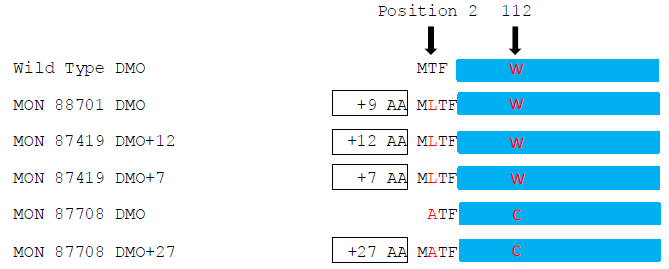 Position 2 112
Wild Type DMO MTF W
MON 88701 DMO +9 AA MLTF W
MON 87419 DMO+12 +12 AA MLTF W
MON 87419 DMO+7 +7 AA MLTF W
MON 87708 DMO ATF C
MON 87708 DMO+27 +27 AA MATF C